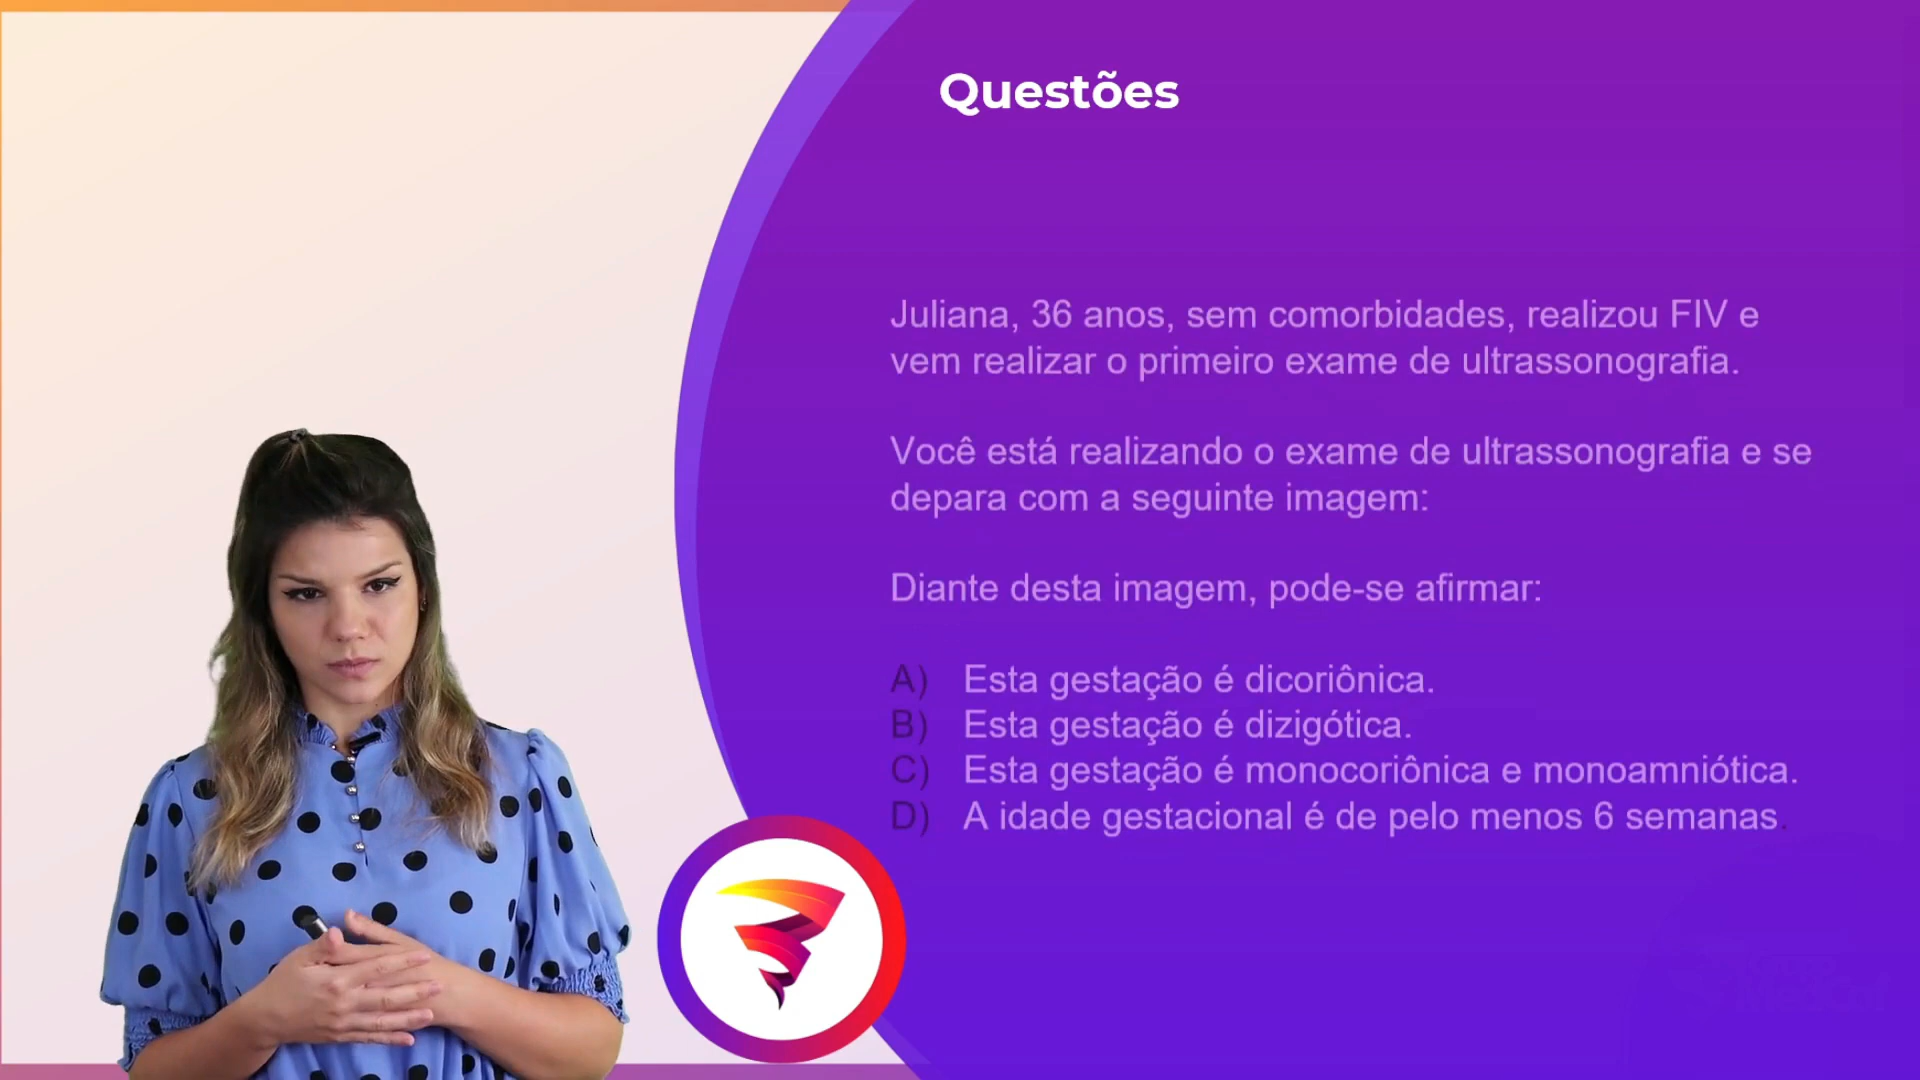 Questões
Juliana, 36 anos, sem comorbidades, realizou FIV e
vem realizar o primeiro exame de ultrassonografia.
Você está realizando o exame de ultrassonografia e se
depara com a seguinte imagem:
Diante desta imagem, pode-se afirmar:
A) Esta gestação é dicoriônica.
B) Esta gestação é dizigótica.
C) Esta gestação é monocoriônica e monoamniótica.
D) A idade gestacional é de pelo menos 6 semanas.